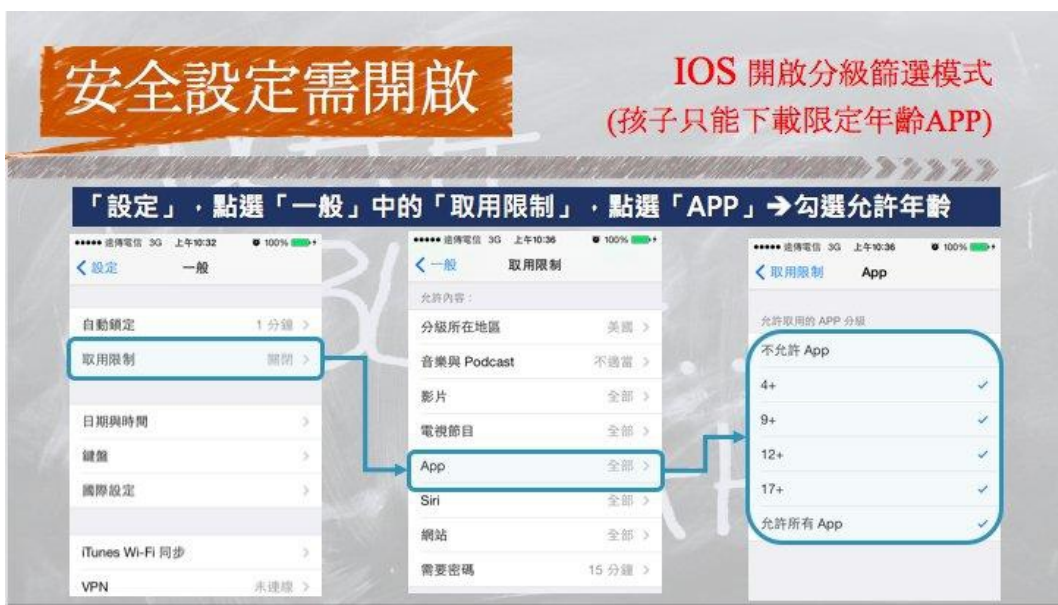 安全設定需開啟
IOS 開啟分級篩選模式
(孩子只能下載限定年齡APP)
「設定」，點選「一般」中的「取用限制」，點選「APP」➔勾選允許年齡
●●●●● 遠傳電信 3G 上午10:32 100%
設定 一般
自動鎖定 1 分鐘
取用限制 關閉
日期與時間
鍵盤
國際設定
iTunes Wi-Fi 同步
VPN 未連線
●●●●● 遠傳電信 3G 上午10:36 100%
一般 取用限制
允許內容：
分級所在地區 美國
音樂與 Podcast 不適當
影片 全部
電視節目 全部
App 全部
Siri 全部
網站 全部
需要密碼 15 分鐘
●●●●● 遠傳電信 3G 上午10:36 100%
取用限制 App
允許取用的 APP 分級
不允許 App
4+
9+
12+
17+
允許所有 App